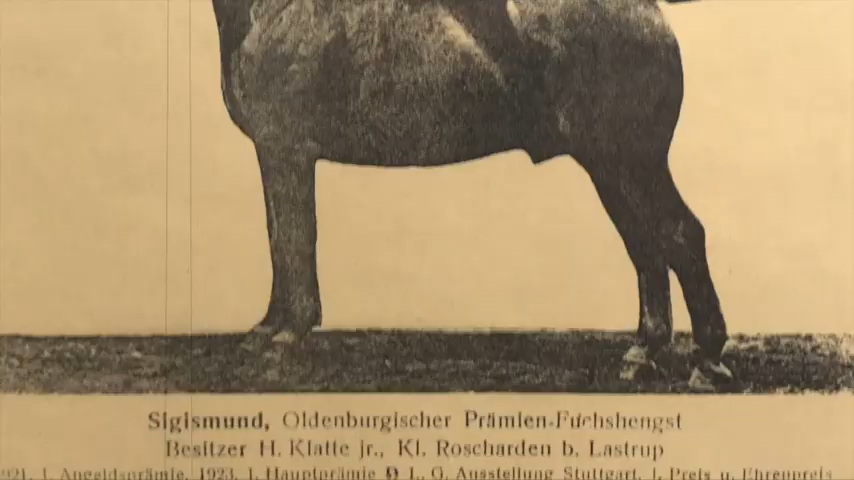 Sigismund, Oldenburgischer Prämien-Fuchshengst
Besitzer H. Klatte jr., Kl. Roscharden b. Lastrup
1. Angeldsprämie, 1923, 1. Hauptprämie D. L. G. Ausstellung Stuttgart, 1. Preis u. Ehrenpreis